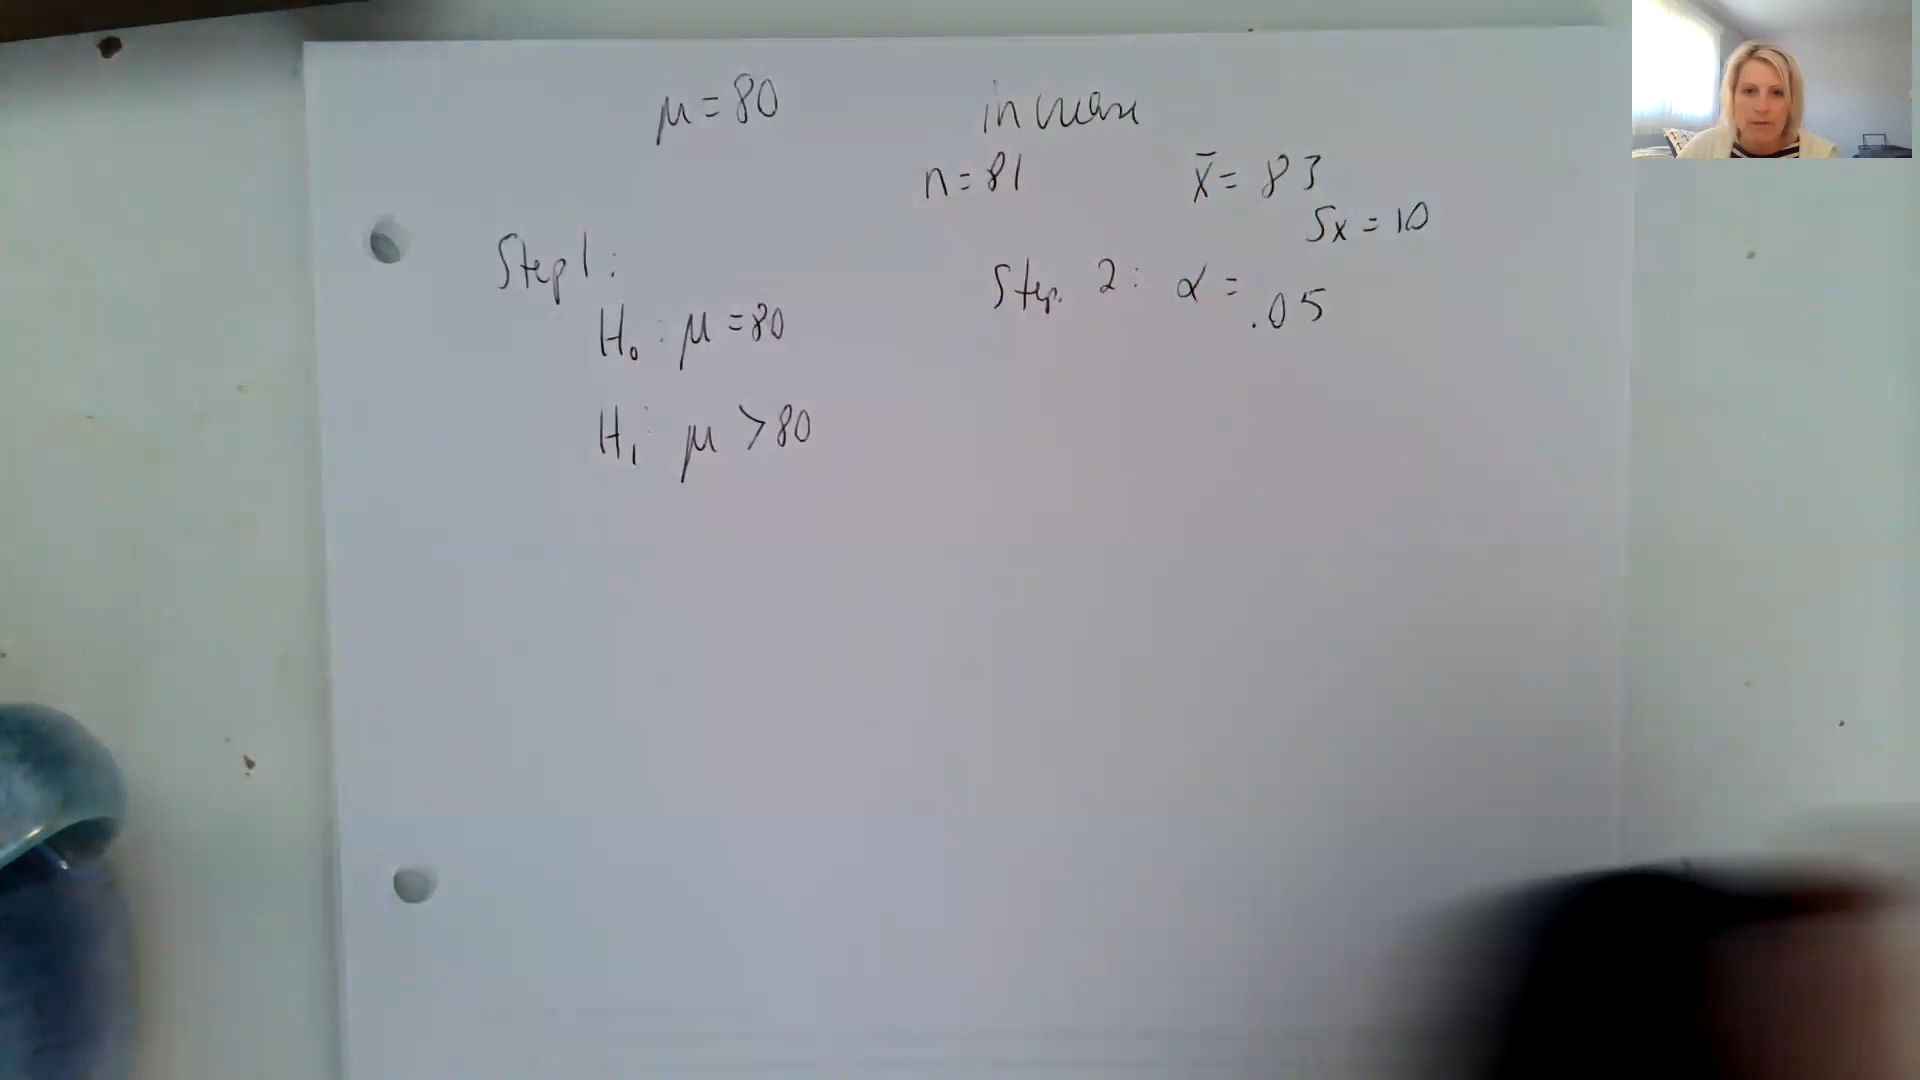 μ = 80
increase
n = 81
x̄ = 83
Sx = 10
Step 1:
Step 2: α = .05
H₀: μ = 80
H₁: μ > 80